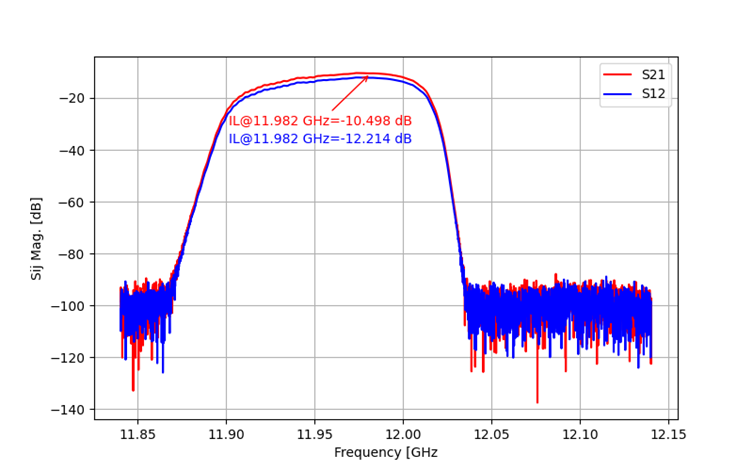 S21
S12
IL@11.982 GHz=-10.498 dB
IL@11.982 GHz=-12.214 dB
Sij Mag. [dB]
−20
−40
−60
−80
−100
−120
−140
11.85 11.90 11.95 12.00 12.05 12.10 12.15
Frequency [GHz